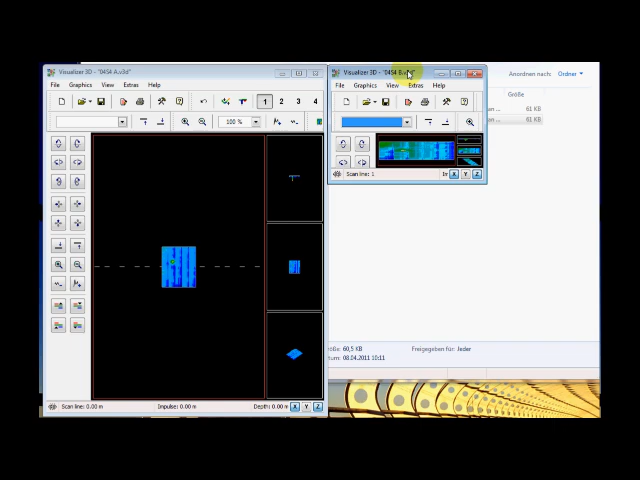 Visualizer 3D - "04S4 A.v3d"
File Graphics View Extras Help
1 2 3 4
100 %
Scan line: 0.00 m Impulse: 0.00 m Depth: 0.00 m X Y Z
Visualizer 3D - "04S4 B.v3d"
File Graphics View Extras Help
Scan line: 1 X Y Z
Anordnen nach: Ordner
Größe
61 KB
61 KB
größe: 60,5 KB Freigegeben für: Jeder
08.04.2011 10:11